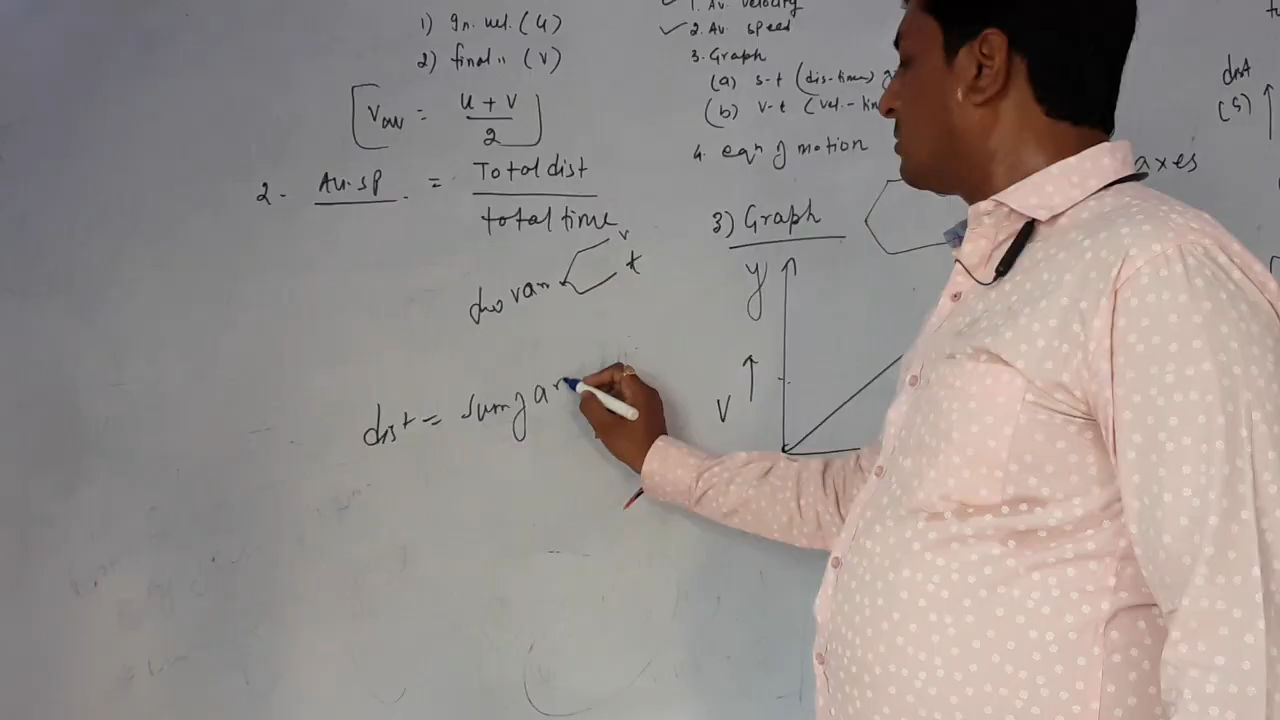 1) In. vel. (u)
2) final " (v)
[Vav = u + v / 2]
2 - Av. sp. = Total dist / total time
two var v
t
dist = sum of ar
1. Av. velocity
✓ 2. Av. speed
3. Graph
(a) s-t (dis-time)
(b) v-t (vel.-tim
4. eqn of motion
3) Graph
y
V
dist
(s)
axes